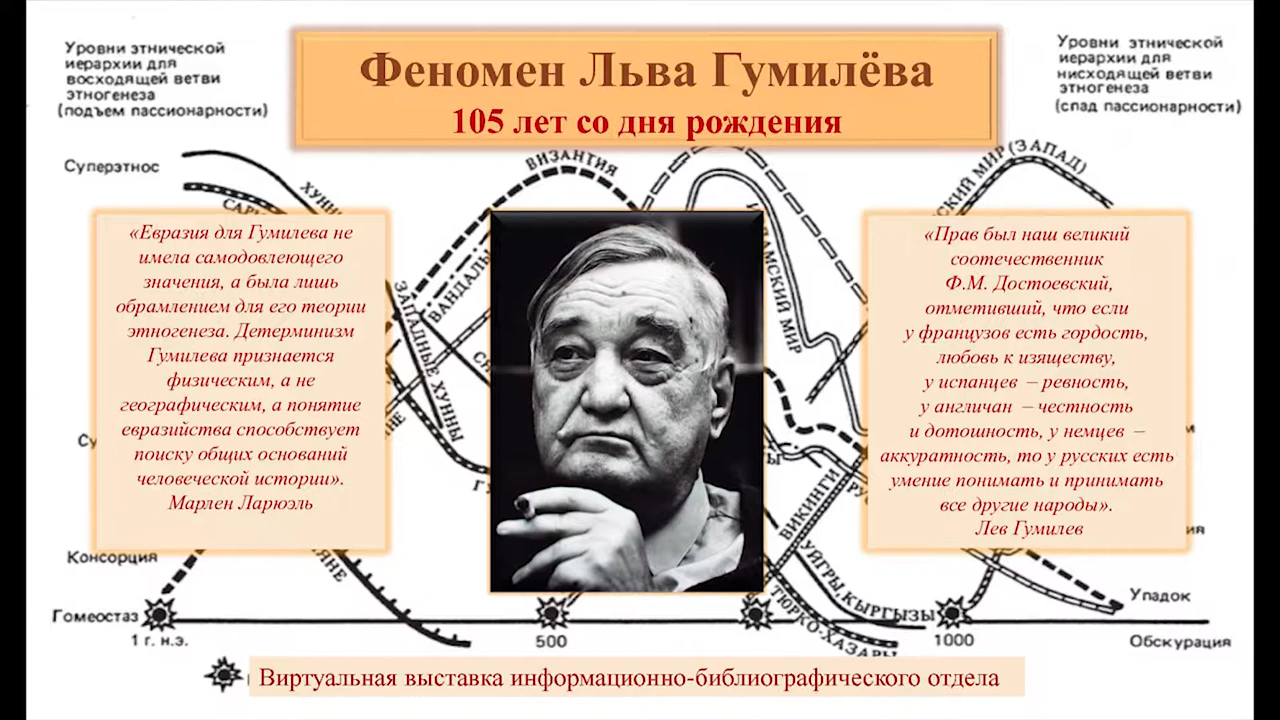 Уровни этнической
иерархии для
восходящей ветви
этногенеза
(подъем пассионарности)
Феномен Льва Гумилёва
105 лет со дня рождения
Уровни этнической
иерархии для
нисходящей ветви
этногенеза
(спад пассионарности)
Суперэтнос
ВИЗАНТИЯ
МИР (ЗАПАД)
«Евразия для Гумилева не
имела самодовлеющего
значения, а была лишь
обрамлением для его теории
этногенеза. Детерминизм
Гумилева признается
физическим, а не
географическим, а понятие
евразийства способствует
поиску общих оснований
человеческой истории».
Марлен Ларюэль
ВАНДАЛЫ
ЗАПАДНЫЕ ХУННЫ
МИР
«Прав был наш великий
соотечественник
Ф.М. Достоевский,
отметивший, что если
у французов есть гордость,
любовь к изяществу,
у испанцев – ревность,
у англичан – честность
и дотошность, у немцев –
аккуратность, то у русских есть
умение понимать и принимать
все другие народы».
Лев Гумилев
ВИКИНГИ
УЙГРЫ, КЫРГЫЗЫ
ТЮРКО-ХАЗАРЫ
Консорция
Гомеостаз
Упадок
1 г. н.э.
500
1000
Обскурация
Виртуальная выставка информационно-библиографического отдела